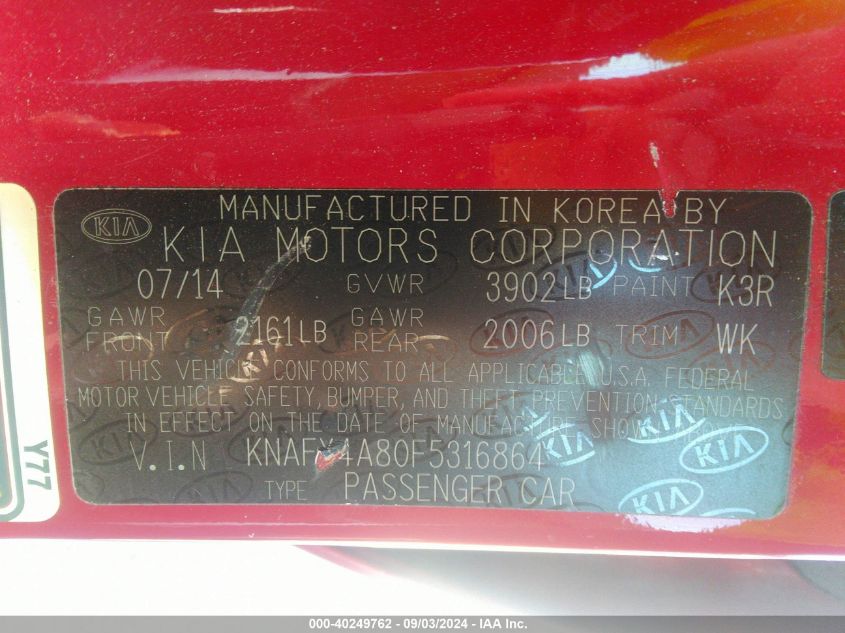 MANUFACTURED IN KOREA BY
KIA KIA MOTORS CORPORATION
07/14 GVWR 3902LB PAINT K3R
GAWR FRONT 2161LB GAWR REAR 2006LB TRIM WK
THIS VEHICLE CONFORMS TO ALL APPLICABLE U.S.A. FEDERAL
MOTOR VEHICLE SAFETY, BUMPER, AND THEFT PREVENTION STANDARDS
IN EFFECT ON THE DATE OF MANUFACTURE SHOWN
V.I.N
TYPE PASSENGER CAR
Y77
000-40249762 - 09/03/2024 - IAA Inc.